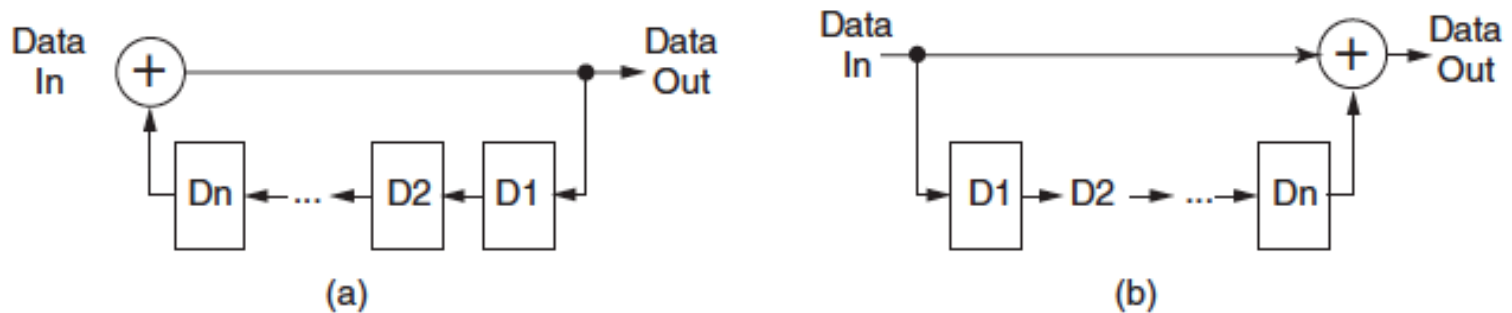 Data
In
+
Data
Out
Dn ... D2 D1
(a)
Data
In
+
Data
Out
D1 D2 ... Dn
(b)